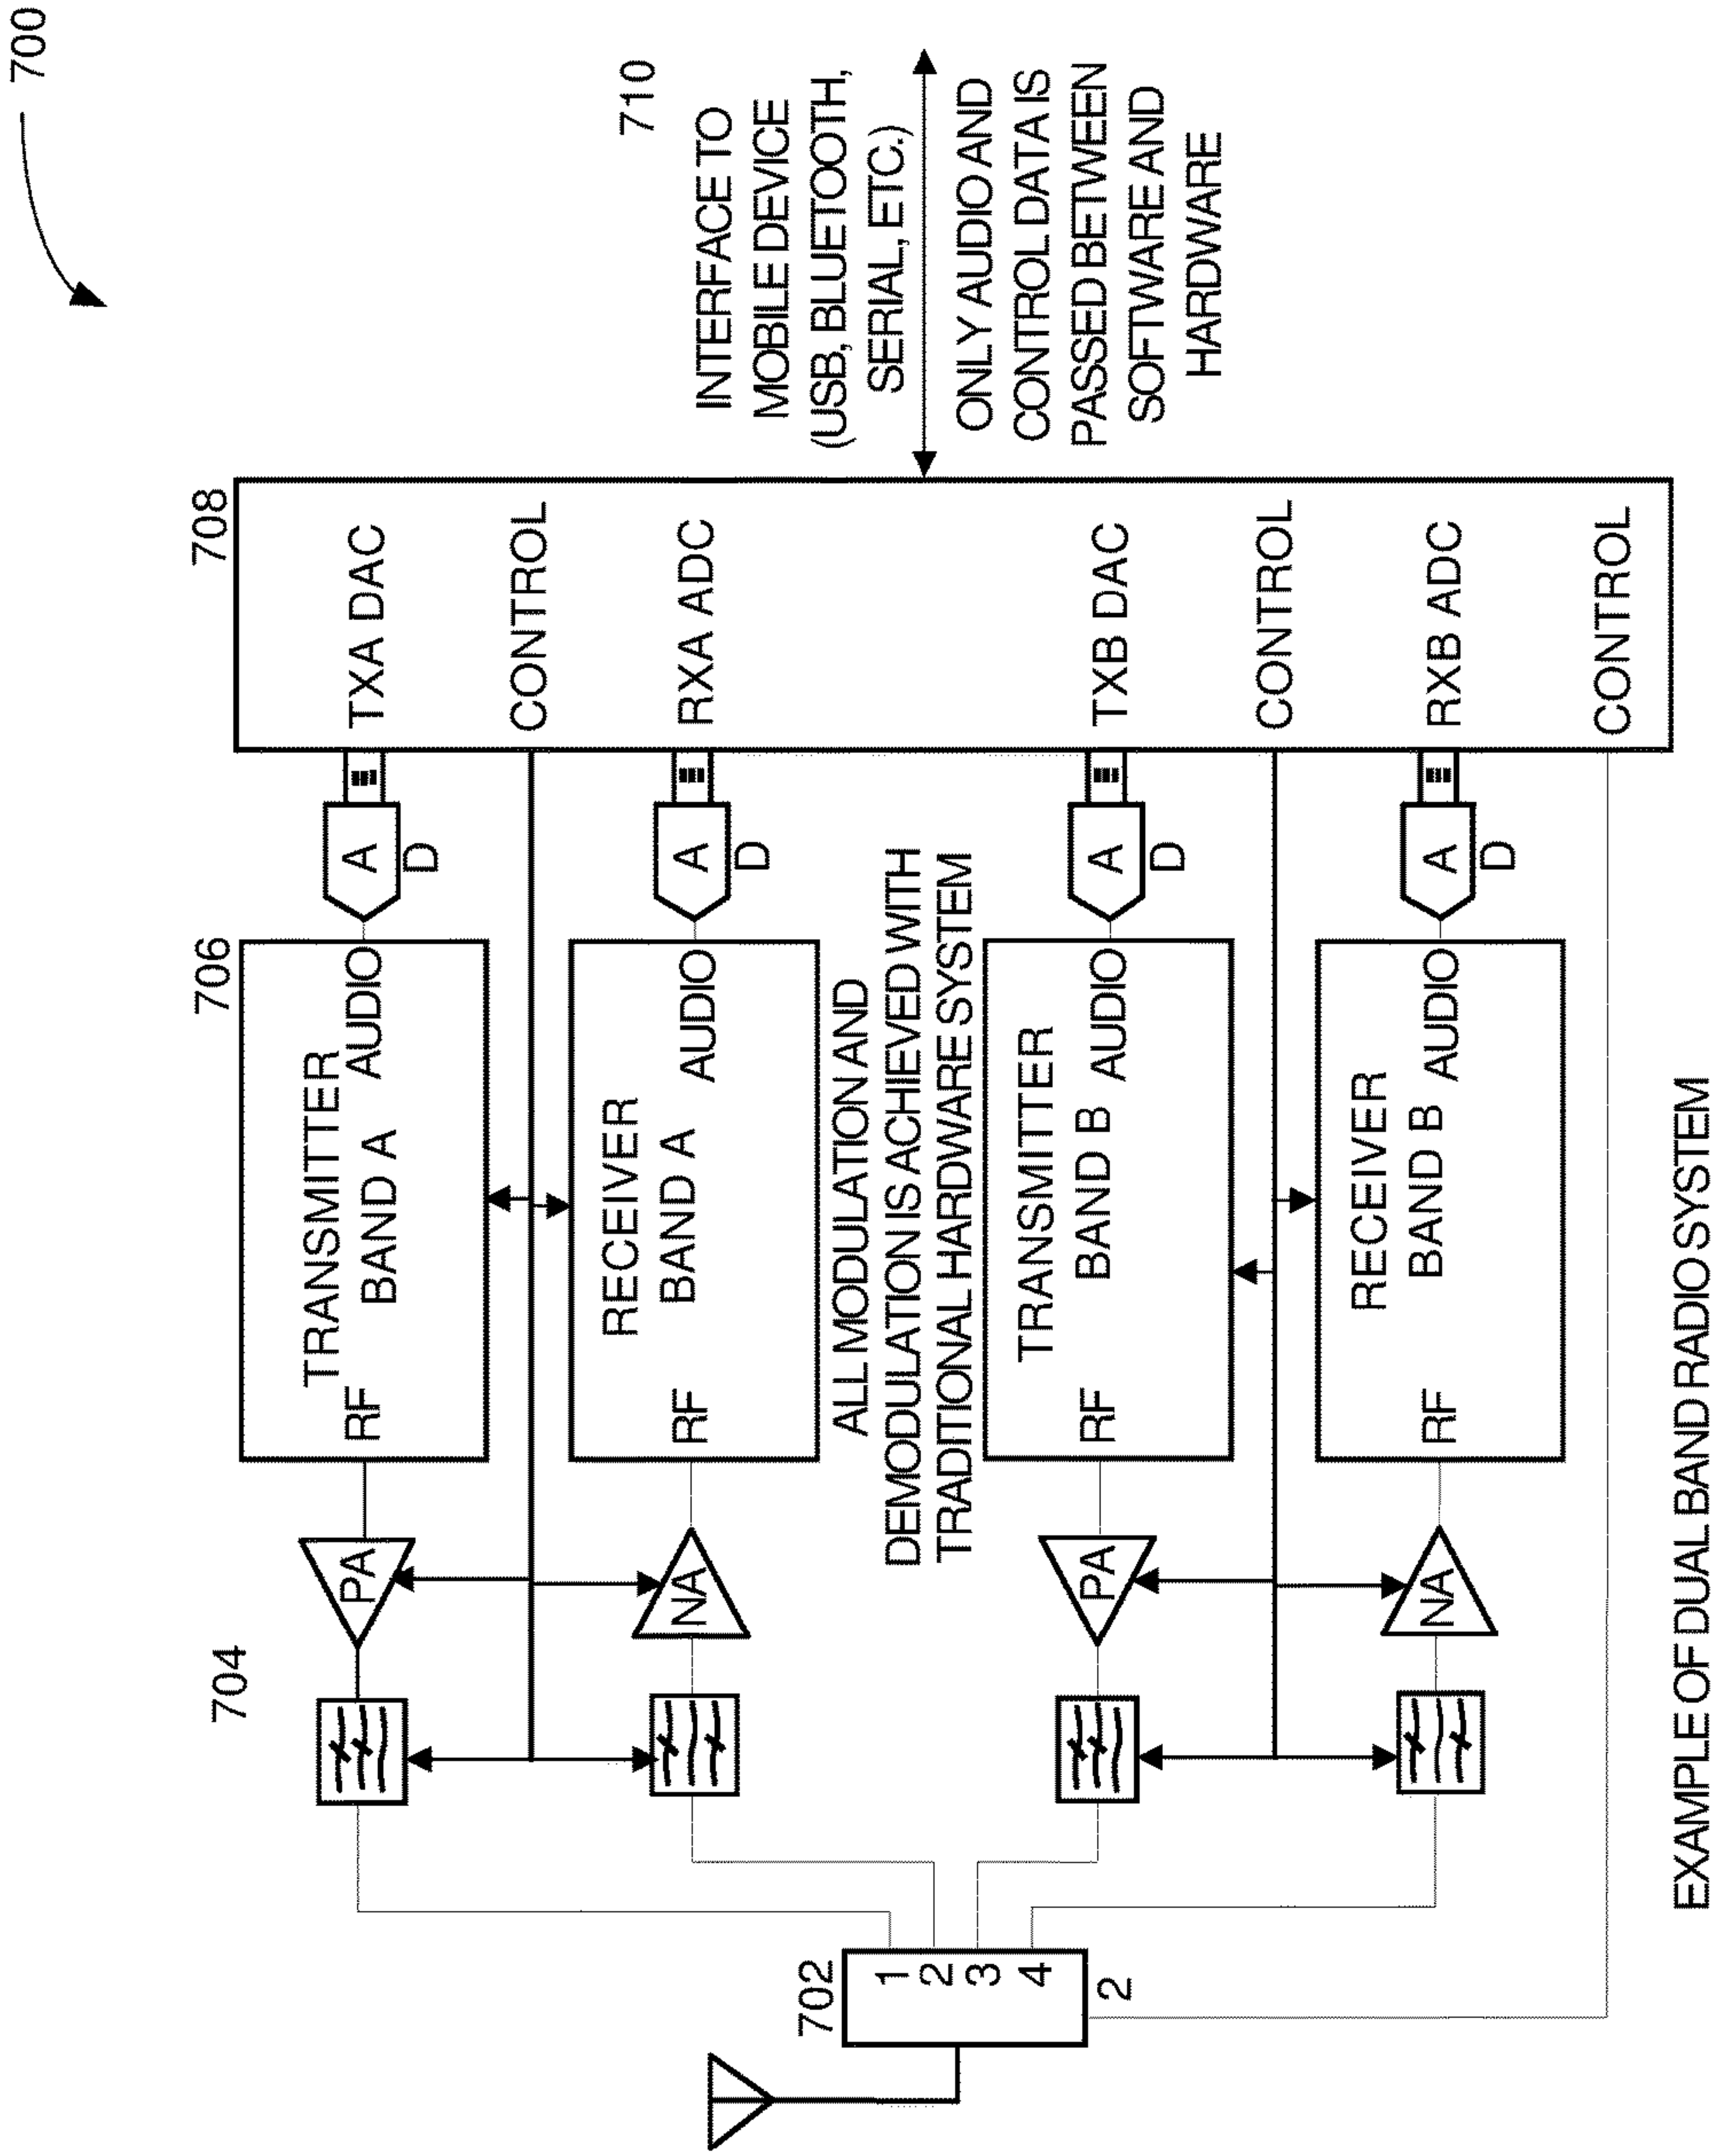 700
708
TXA DAC
CONTROL
RXA ADC
TXB DAC
CONTROL
RXB ADC
CONTROL
710
INTERFACE TO
MOBILE DEVICE
(USB, BLUETOOTH,
SERIAL, ETC.)
ONLY AUDIO AND
CONTROL DATA IS
PASSED BETWEEN
SOFTWARE AND
HARDWARE
A
D
A
D
A
D
A
D
706
TRANSMITTER
BAND A
RF
AUDIO
RECEIVER
BAND A
RF
AUDIO
ALL MODULATION AND
DEMODULATION IS ACHIEVED WITH
TRADITIONAL HARDWARE SYSTEM
TRANSMITTER
BAND B
RF
AUDIO
RECEIVER
BAND B
RF
AUDIO
704
PA
NA
PA
NA
702
1
2
3
4
2
EXAMPLE OF DUAL BAND RADIO SYSTEM